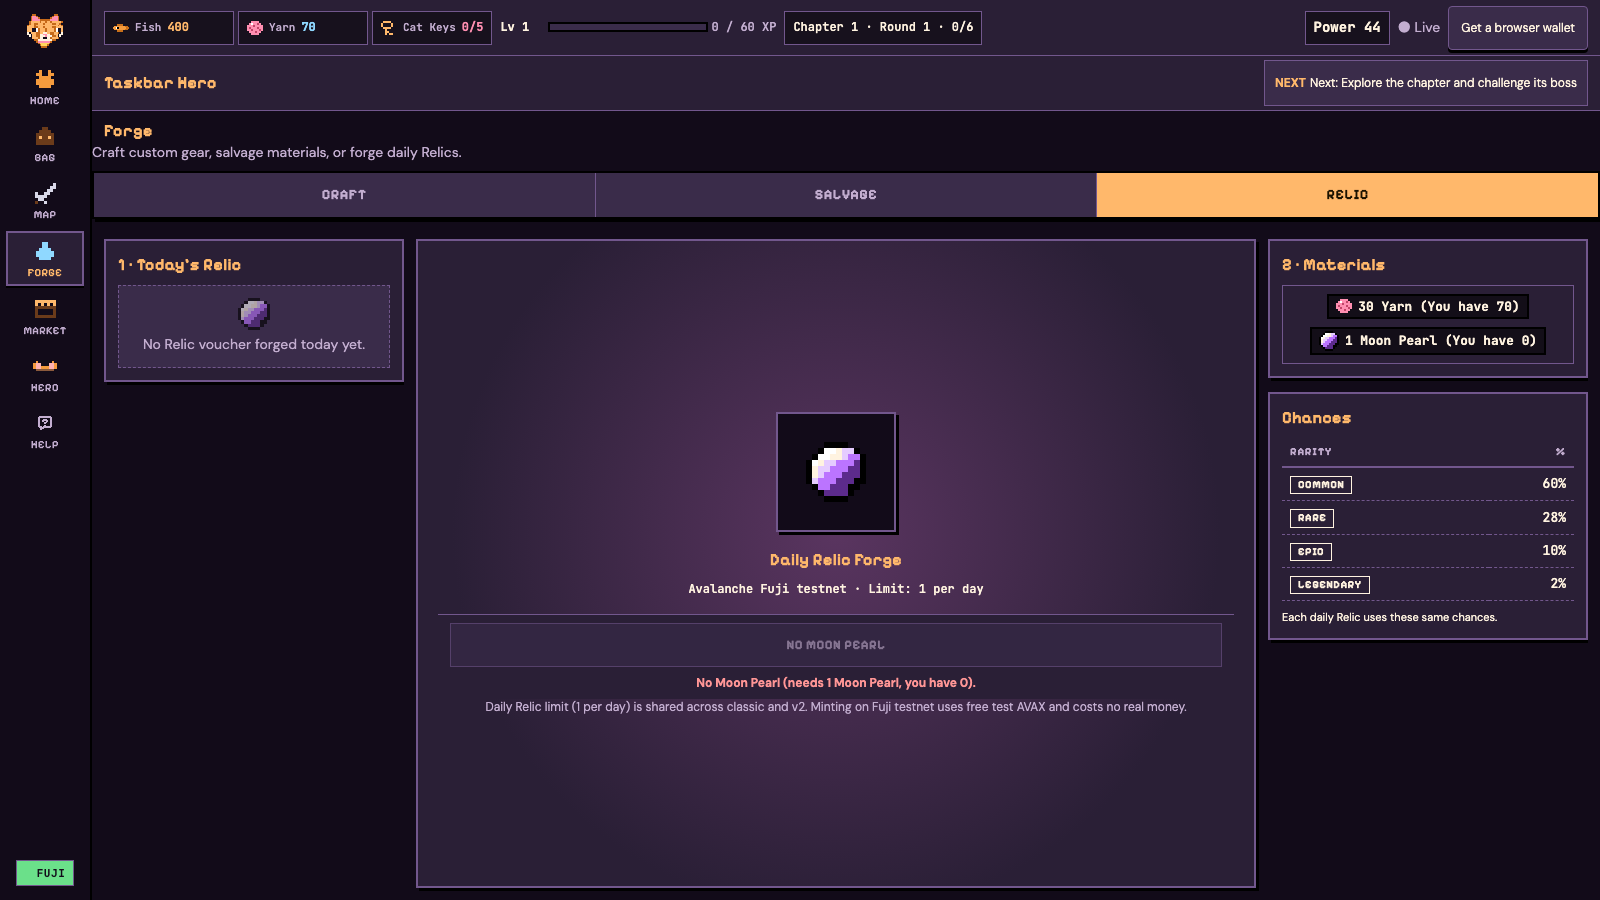 Fish 400
Yarn 70
Cat Keys 0/5
Lv 1
0 / 60 XP
Chapter 1 · Round 1 · 0/6
Power 44
Live
Get a browser wallet
HOME
BAG
MAP
FORGE
MARKET
HERO
HELP
FUJI
Taskbar Hero
NEXT Next: Explore the chapter and challenge its boss
Forge
Craft custom gear, salvage materials, or forge daily Relics.
CRAFT
SALVAGE
RELIC
1 · Today's Relic
No Relic voucher forged today yet.
Daily Relic Forge
Avalanche Fuji testnet · Limit: 1 per day
NO MOON PEARL
No Moon Pearl (needs 1 Moon Pearl, you have 0).
Daily Relic limit (1 per day) is shared across classic and v2. Minting on Fuji testnet uses free test AVAX and costs no real money.
2 · Materials
30 Yarn (You have 70)
1 Moon Pearl (You have 0)
Chances
RARITY %
COMMON 60%
RARE 28%
EPIC 10%
LEGENDARY 2%
Each daily Relic uses these same chances.